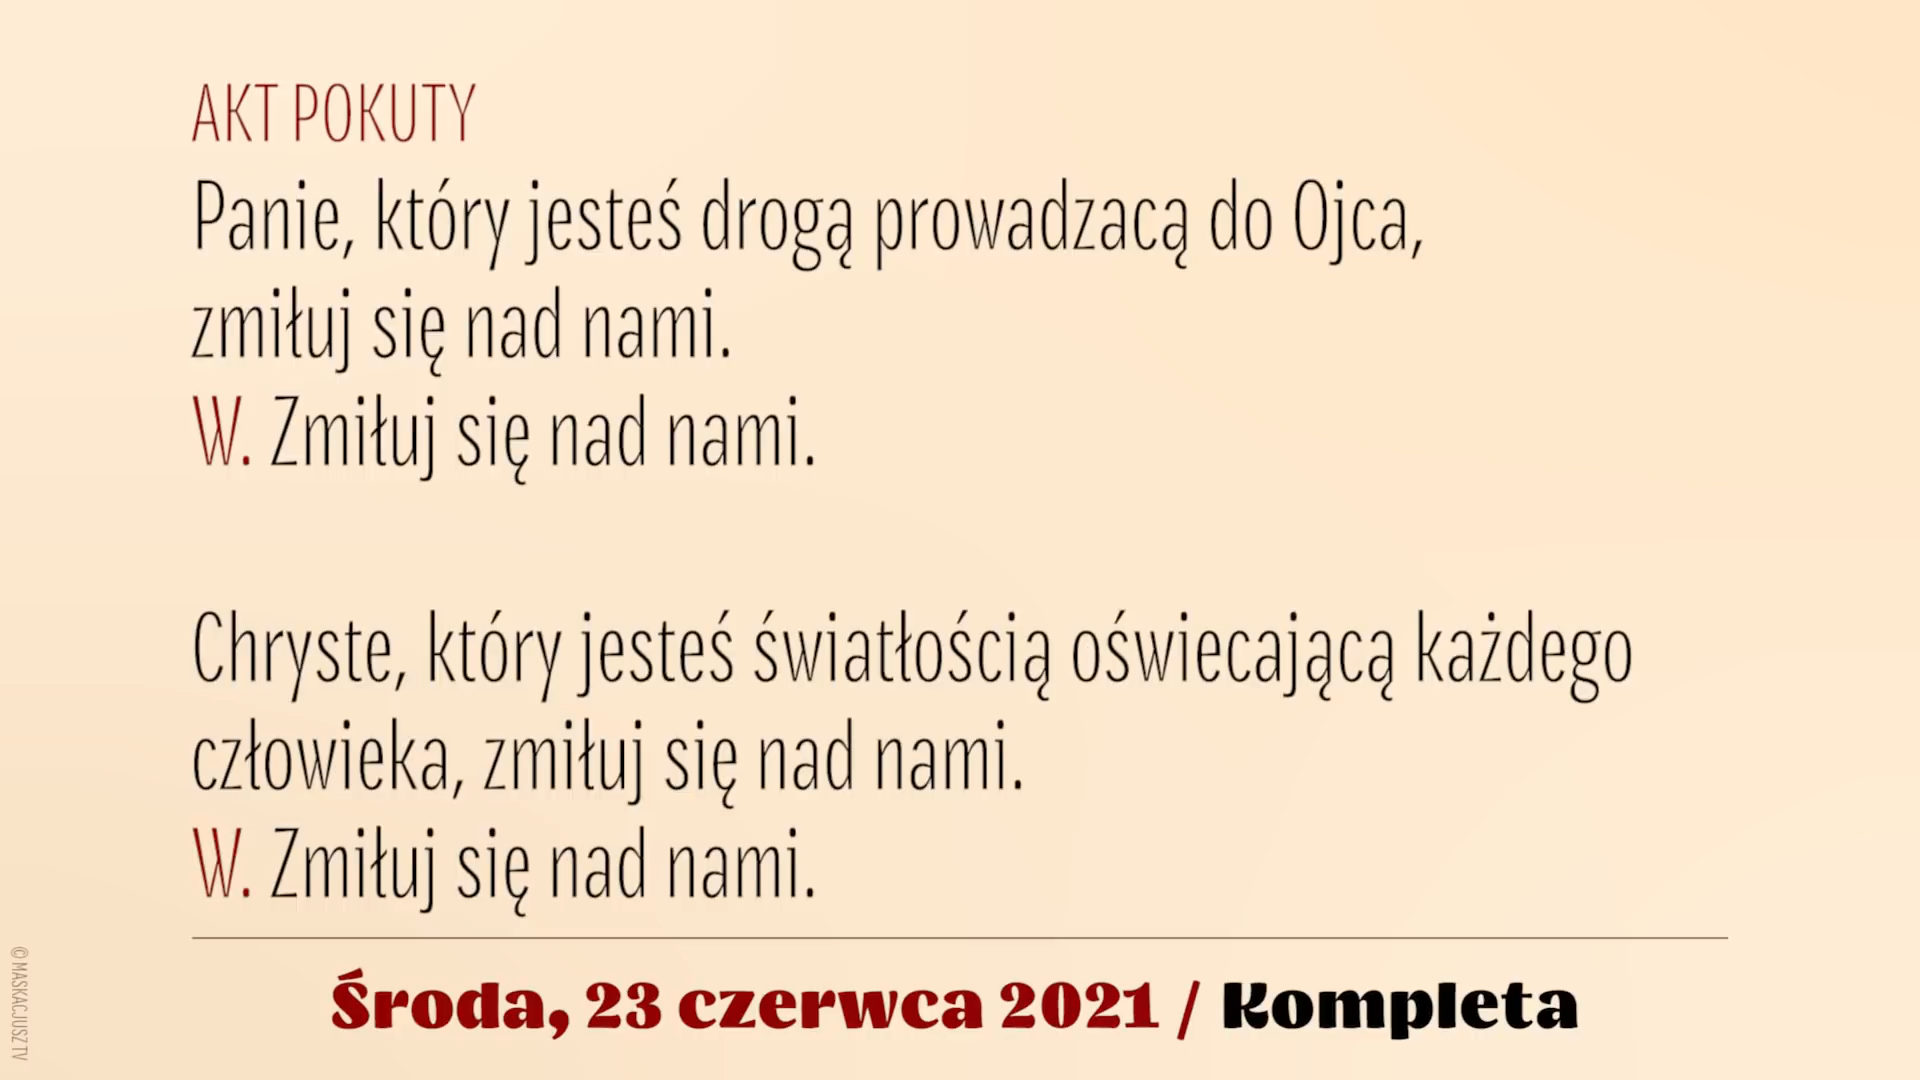 AKT POKUTY
Panie, który jesteś drogą prowadzacą do Ojca,
zmiłuj się nad nami.
W. Zmiłuj się nad nami.
Chryste, który jesteś światłością oświecającą każdego
człowieka, zmiłuj się nad nami.
W. Zmiłuj się nad nami.
Środa, 23 czerwca 2021 / Kompleta
© MASKACJUSZ TV